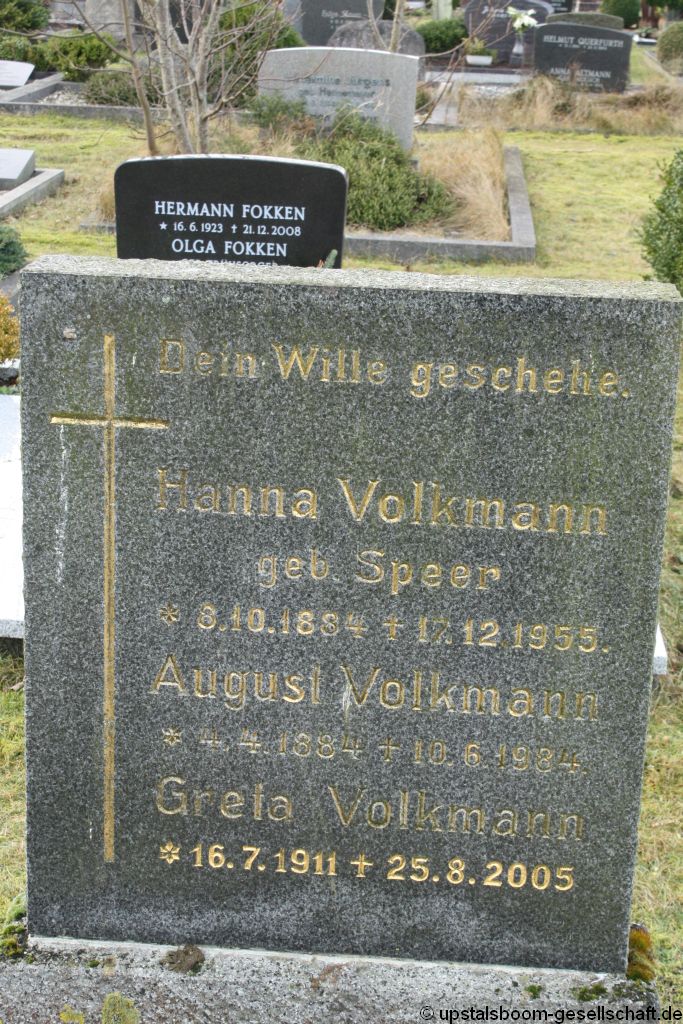 HELMUT QUERFURTH
HERMANN FOKKEN
* 16.6.1923 † 21.12.2008
OLGA FOKKEN
Dein Wille geschehe.
Hanna Volkmann
geb. Speer
* 8.10.1884 † 17.12.1955.
August Volkmann
* 4.4.1884 † 10.6.1984.
Greta Volkmann
* 16.7.1911 † 25.8.2005
© upstalsboom-gesellschaft.de